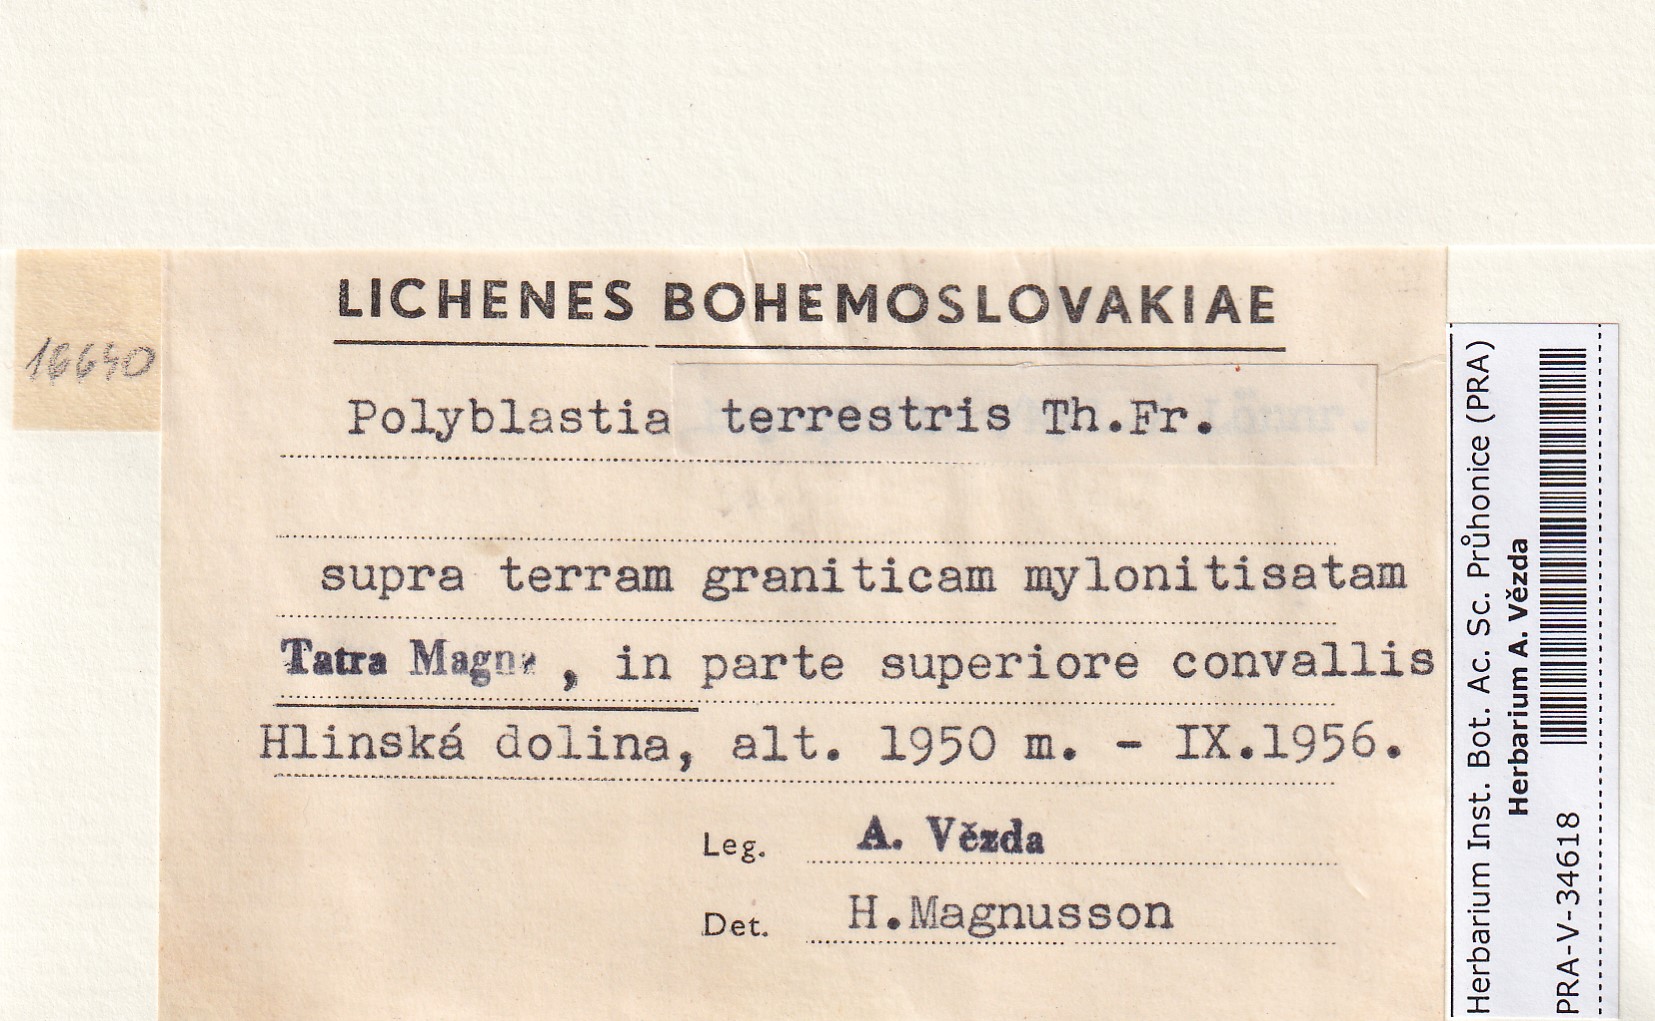 LICHENES BOHEMOSLOVAKIAE
16640
Polyblastia terrestris Th.Fr.
supra terram graniticam mylonitisatam
Tatra Magna, in parte superiore convallis
Hlinská dolina, alt. 1950 m. - IX.1956.
Leg. A. Vězda
Det. H.Magnusson
Herbarium Inst. Bot. Ac. Sc. Průhonice (PRA)
Herbarium A. Vězda
PRA-V-34618